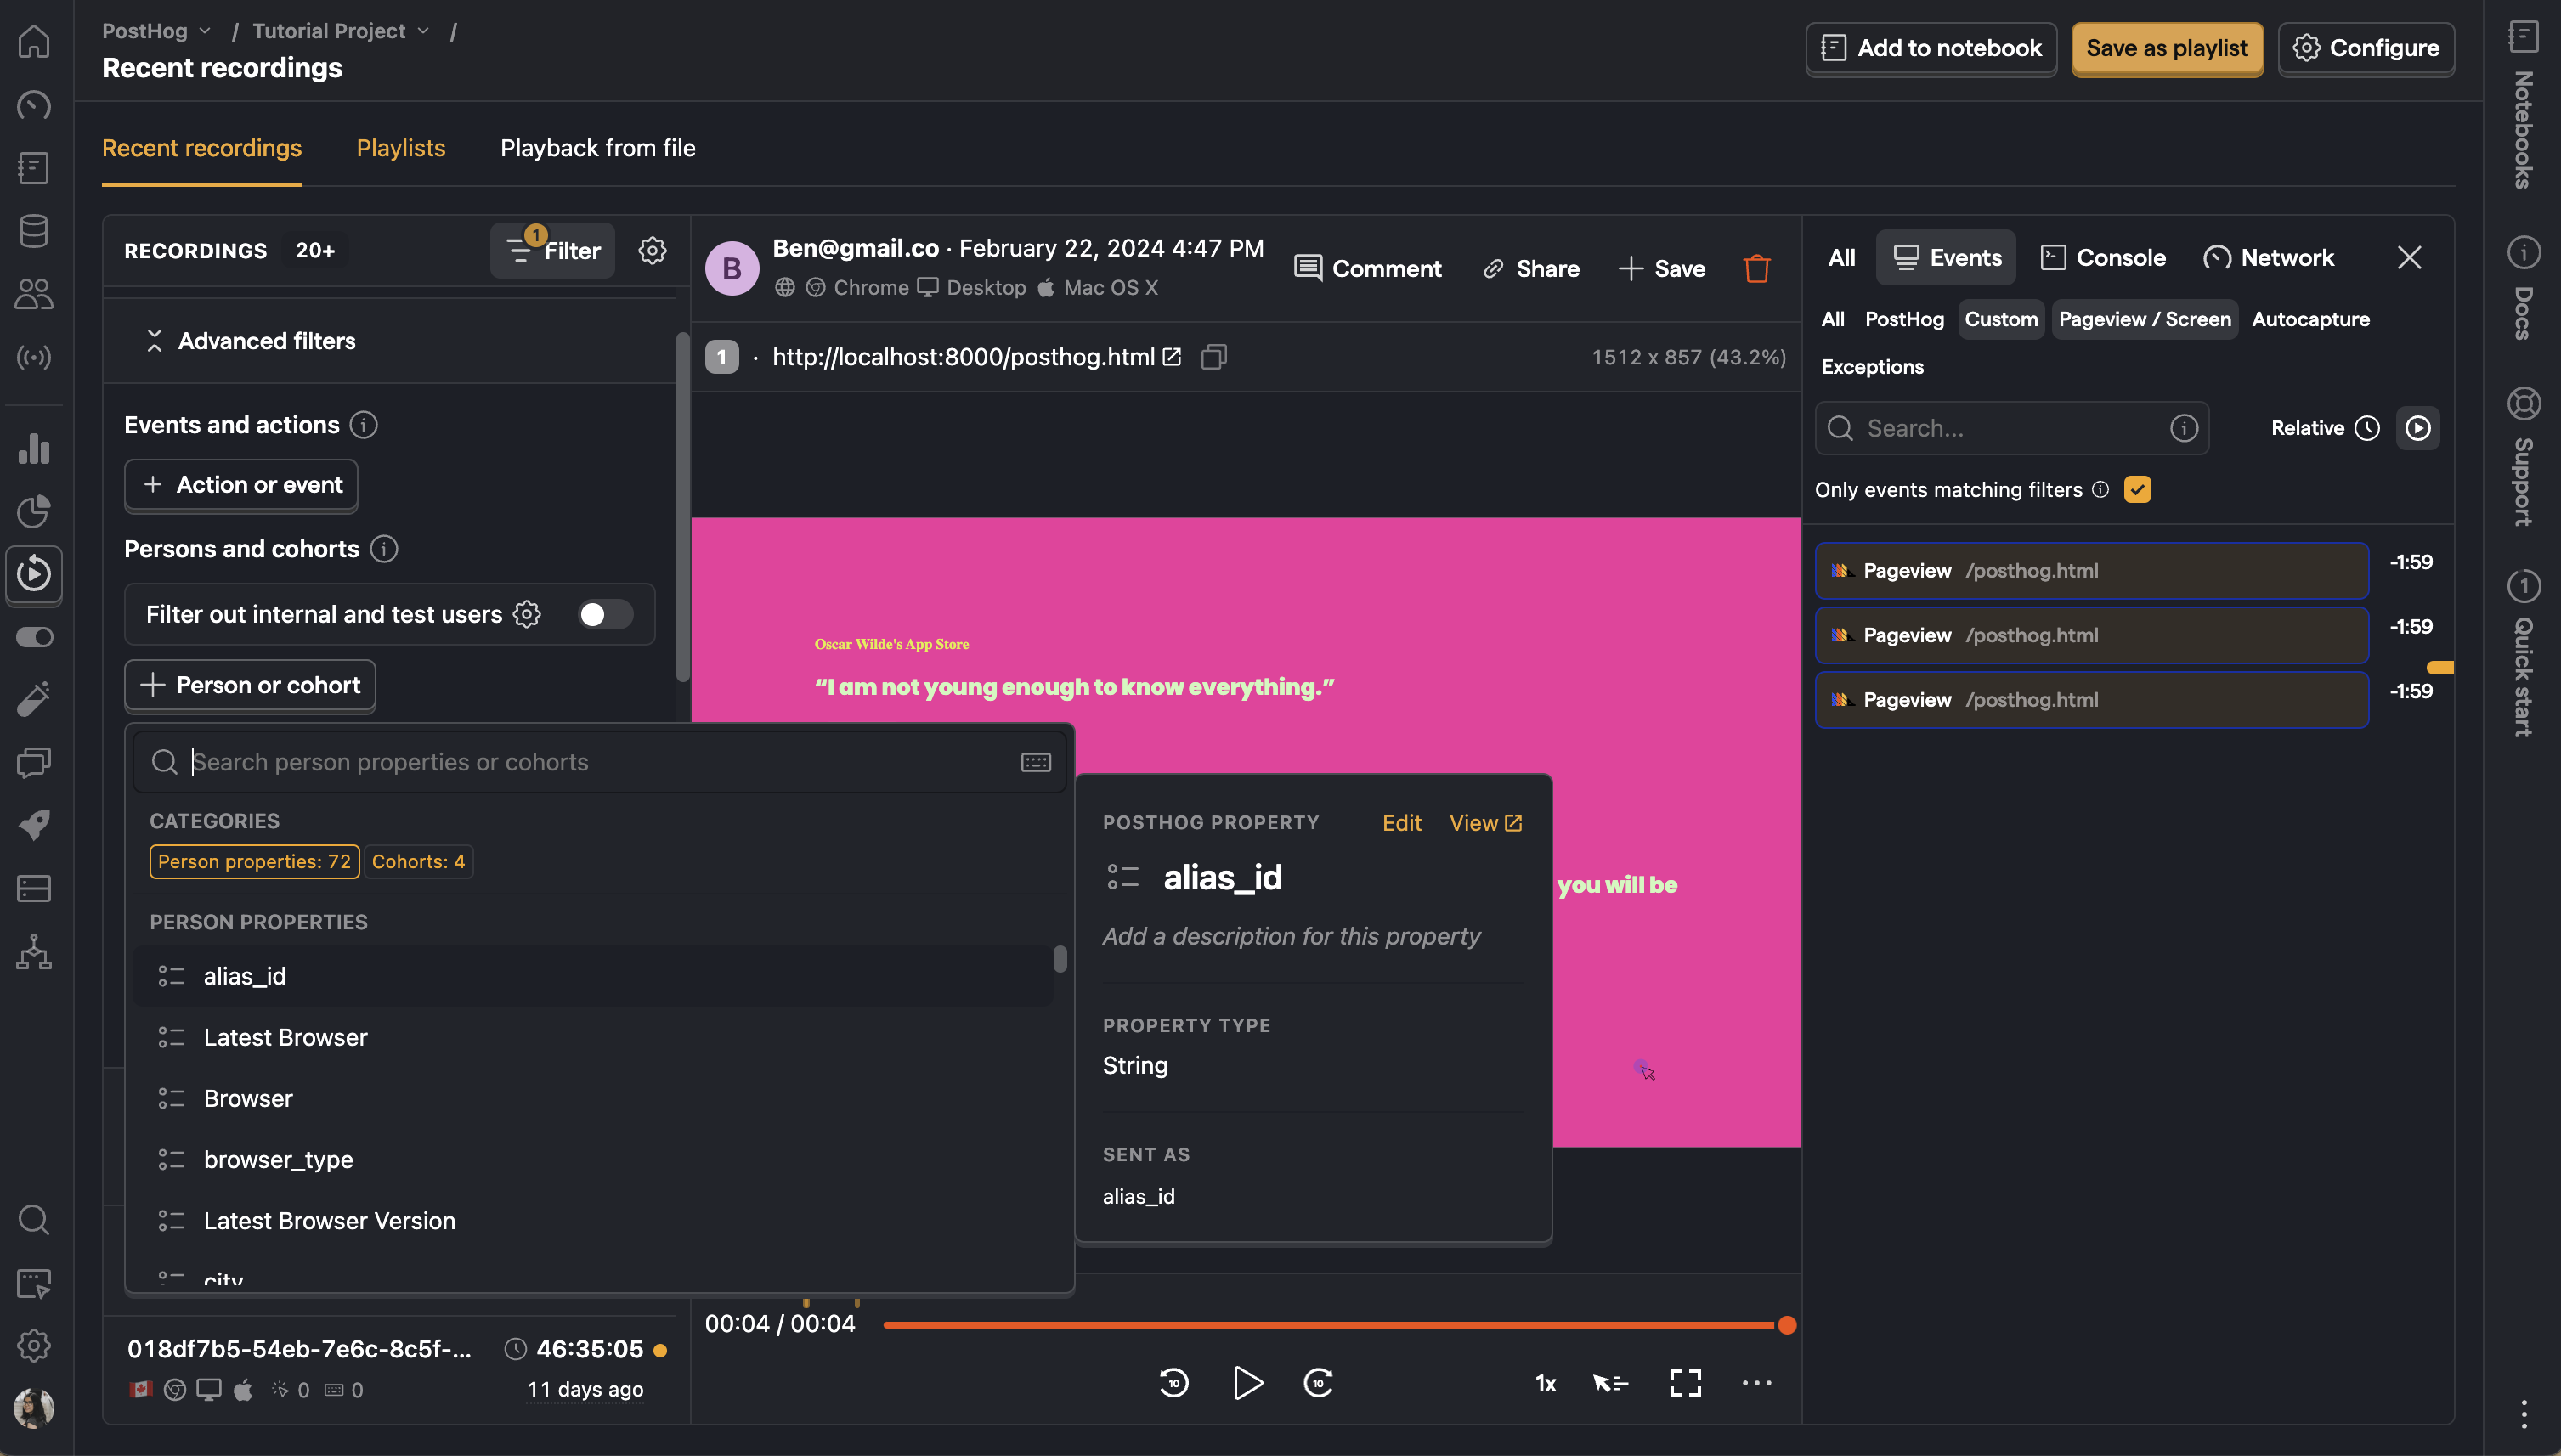 PostHog / Tutorial Project /
Recent recordings
Add to notebook
Save as playlist
Configure
Recent recordings
Playlists
Playback from file
RECORDINGS 20+
1
Filter
Advanced filters
Events and actions
+ Action or event
Persons and cohorts
Filter out internal and test users
+ Person or cohort
Search person properties or cohorts
CATEGORIES
Person properties: 72
Cohorts: 4
PERSON PROPERTIES
alias_id
Latest Browser
Browser
browser_type
Latest Browser Version
city
018df7b5-54eb-7e6c-8c5f-...
46:35:05
0
0
11 days ago
B
Ben@gmail.co · February 22, 2024 4:47 PM
Chrome Desktop Mac OS X
Comment
Share
+ Save
1 · http://localhost:8000/posthog.html
1512 x 857 (43.2%)
Oscar Wilde's App Store
“I am not young enough to know everything.”
you will be
POSTHOG PROPERTY
Edit
View
alias_id
Add a description for this property
PROPERTY TYPE
String
SENT AS
alias_id
00:04 / 00:04
10
10
1x
All
Events
Console
Network
All PostHog Custom Pageview / Screen Autocapture
Exceptions
Search...
Relative
Only events matching filters
Pageview /posthog.html -1:59
Pageview /posthog.html -1:59
Pageview /posthog.html -1:59
Notebooks
Docs
Support
1
Quick start